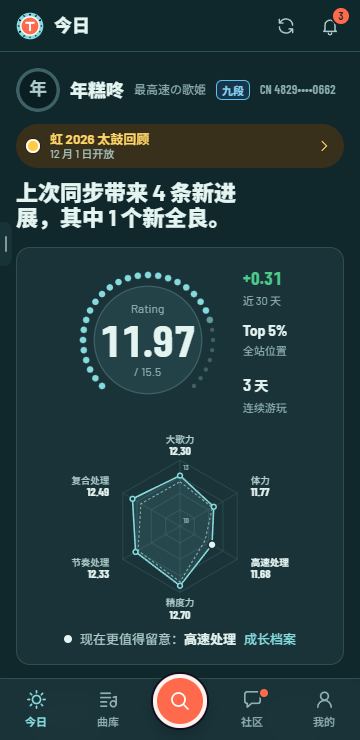 今日
3
年
年糕咚
最高速の歌姫
九段
CN 4829••••0662
虹 2026 太鼓回顾
12 月 1 日开放
上次同步带来 4 条新进
展，其中 1 个新全良。
Rating
11.97
/ 15.5
+0.31
近 30 天
Top 5%
全站位置
3 天
连续游玩
大歌力
12.30
13
10
复合处理
12.49
体力
11.77
节奏处理
12.33
高速处理
11.68
精度力
12.70
现在更值得留意：高速处理 成长档案
今日
曲库
社区
我的